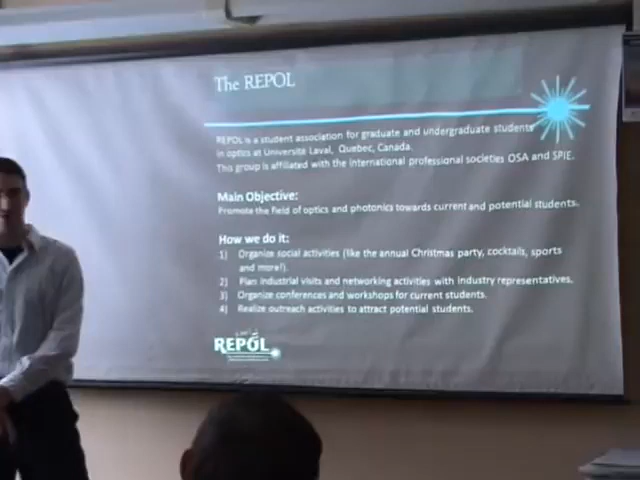 The REPOL
REPOL is a student association for graduate and undergraduate students
in optics at Université Laval, Quebec, Canada.
This group is affiliated with the international professional societies OSA and SPIE.
Main Objective:
Promote the field of optics and photonics towards current and potential students.
How we do it:
1) Organize social activities (like the annual Christmas party, cocktails, sports
and more!).
2) Plan industrial visits and networking activities with industry representatives.
3) Organize conferences and workshops for current students.
4) Realize outreach activities to attract potential students.
REPOL